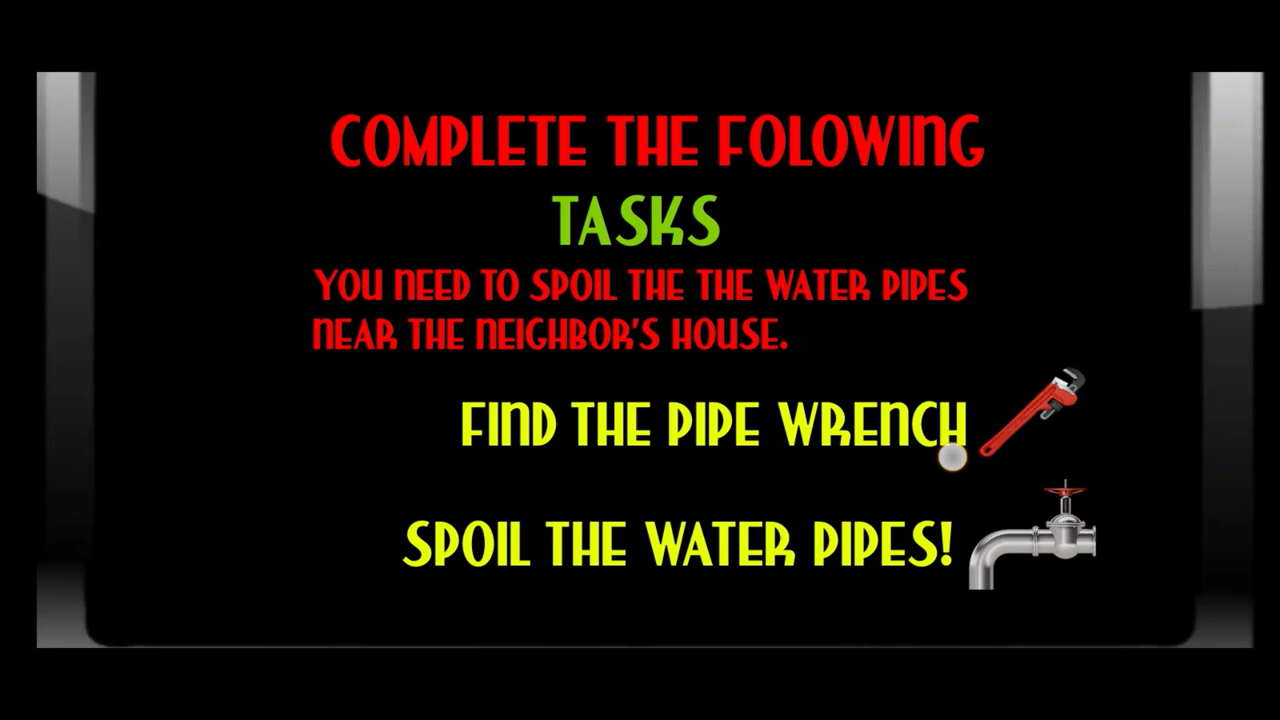 COMPLETE THE FOLOWING
TASKS
YOU NEED TO SPOIL THE THE WATER PIPES
NEAR THE NEIGHBOR'S HOUSE.
FIND THE PIPE WRENCH
SPOIL THE WATER PIPES!